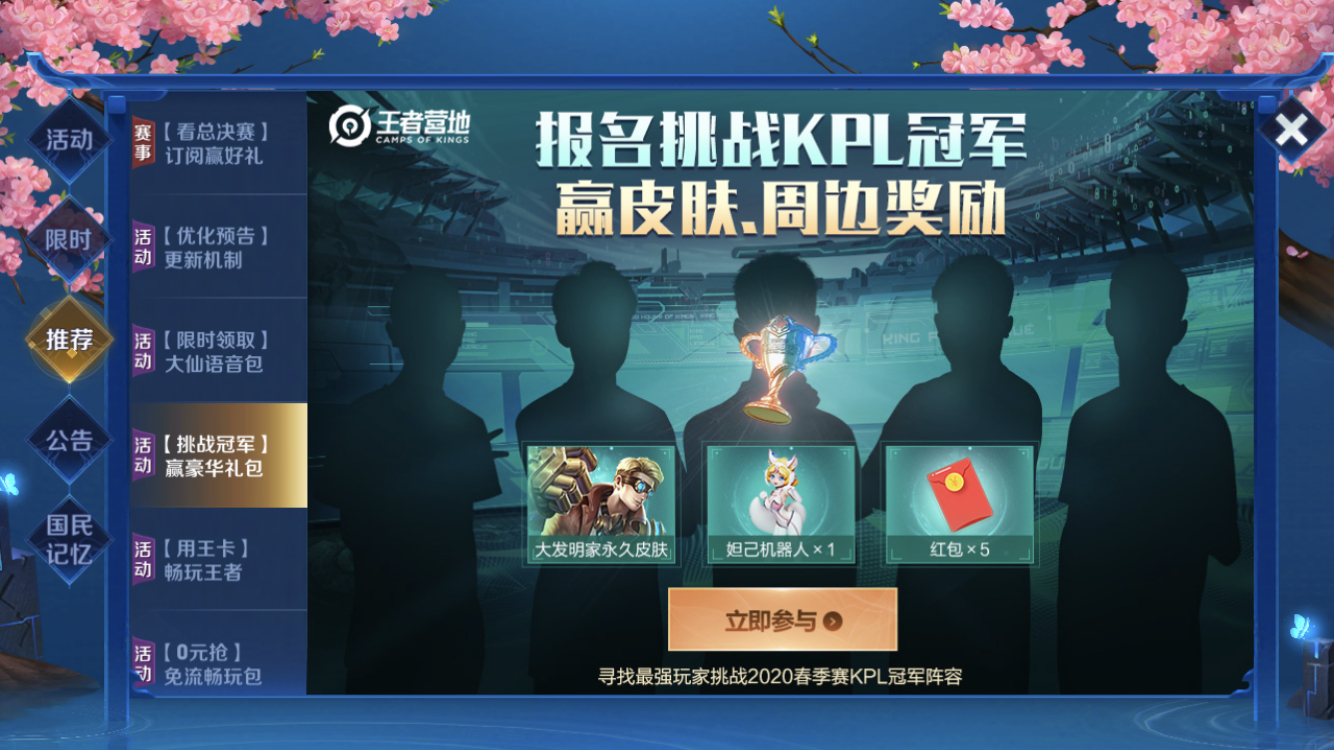 活动
限时
推荐
公告
国民
记忆
赛事
【看总决赛】
订阅赢好礼
活动
【优化预告】
更新机制
活动
【限时领取】
大仙语音包
活动
【挑战冠军】
赢豪华礼包
活动
【用王卡】
畅玩王者
活动
【0元抢】
免流畅玩包
王者营地
CAMPS OF KINGS
报名挑战KPL冠军
赢皮肤、周边奖励
大发明家永久皮肤
妲己机器人×1
红包×5
立即参与
寻找最强玩家挑战2020春季赛KPL冠军阵容